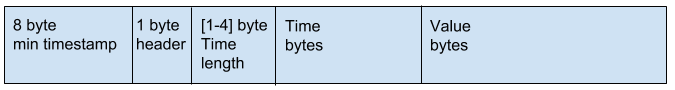 8 byte
min timestamp
1 byte
header
[1-4] byte
Time
length
Time
bytes
Value
bytes